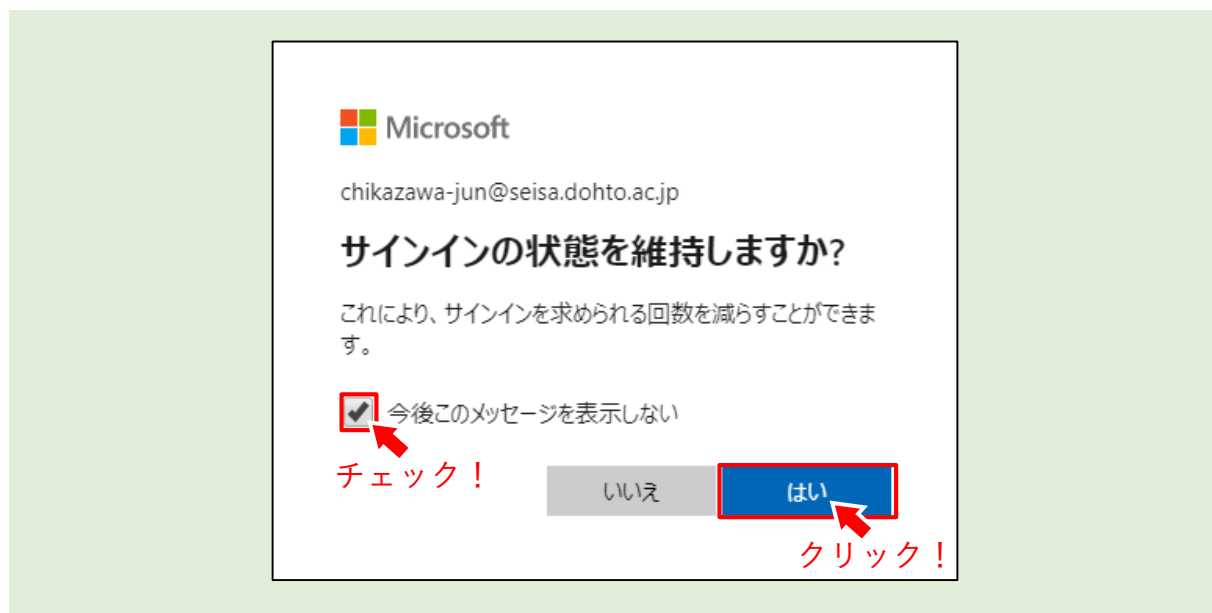 Microsoft
chikazawa-jun@seisa.dohto.ac.jp
サインインの状態を維持しますか?
これにより、サインインを求められる回数を減らすことができま
す。
今後このメッセージを表示しない
チェック！
いいえ
はい
クリック！